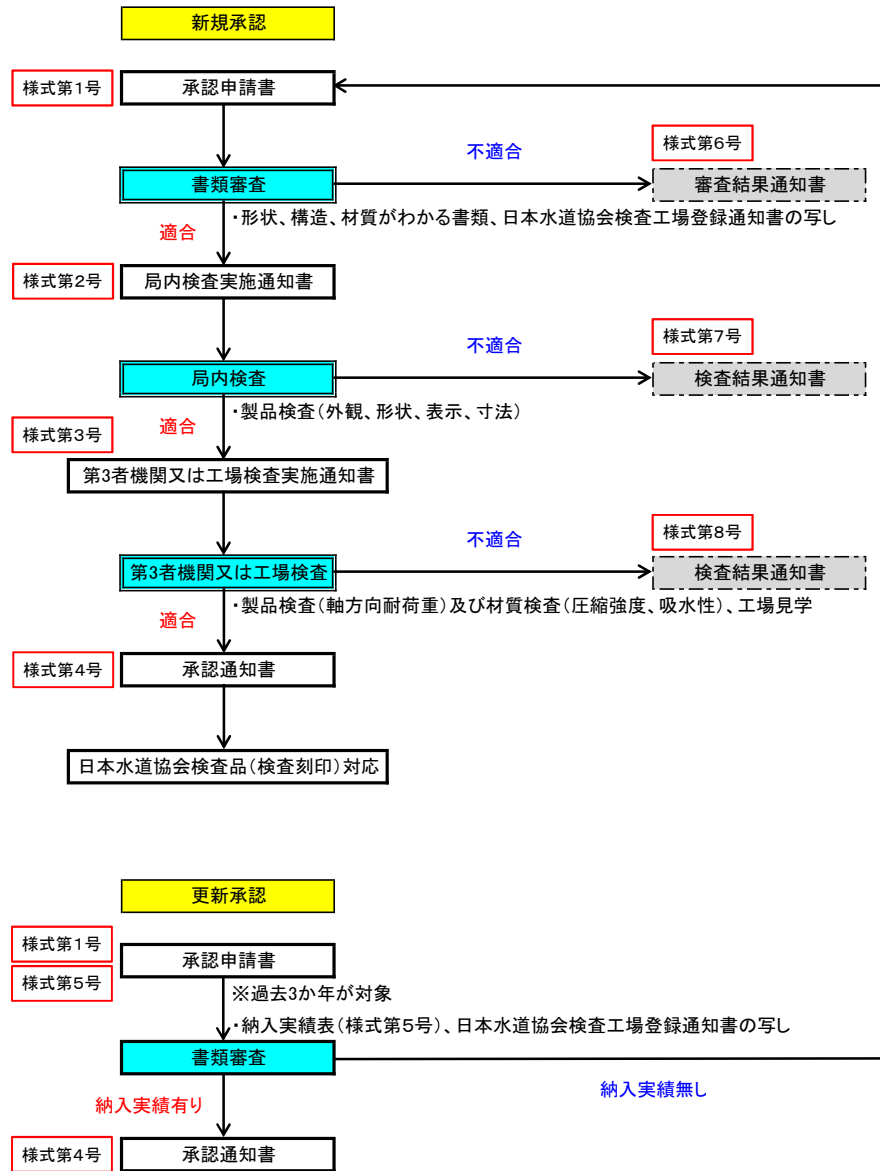 新規承認
様式第1号
承認申請書
不適合
様式第6号
書類審査
審査結果通知書
・形状、構造、材質がわかる書類、日本水道協会検査工場登録通知書の写し
適合
様式第2号
局内検査実施通知書
不適合
様式第7号
局内検査
検査結果通知書
・製品検査(外観、形状、表示、寸法)
適合
様式第3号
第3者機関又は工場検査実施通知書
不適合
様式第8号
第3者機関又は工場検査
検査結果通知書
・製品検査(軸方向耐荷重)及び材質検査(圧縮強度、吸水性)、工場見学
適合
様式第4号
承認通知書
日本水道協会検査品(検査刻印)対応
更新承認
様式第1号
承認申請書
様式第5号
※過去3か年が対象
・納入実績表(様式第5号)、日本水道協会検査工場登録通知書の写し
書類審査
納入実績無し
納入実績有り
様式第4号
承認通知書